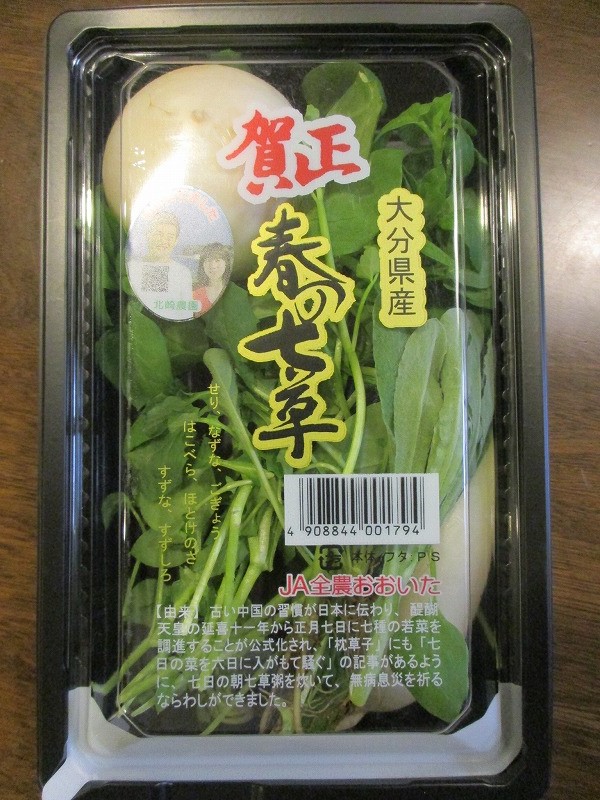 賀正
大分県産
春の七草
北崎農園
せり、なずな、ごぎょう、
はこべら、ほとけのざ、
すずな、すずしろ
4 908844 001794
本体、フタ、PS
JA全農おおいた
【由来】 古い中国の習慣が日本に伝わり、醍醐
天皇の延喜十一年から正月七日に七種の若菜を
調進することが公式化され、「枕草子」にも「七
日の菜を六日に人がもて騒ぐ」の記事があるよう
に、七日の朝七草粥を炊いて、無病息災を祈る
ならわしができました。